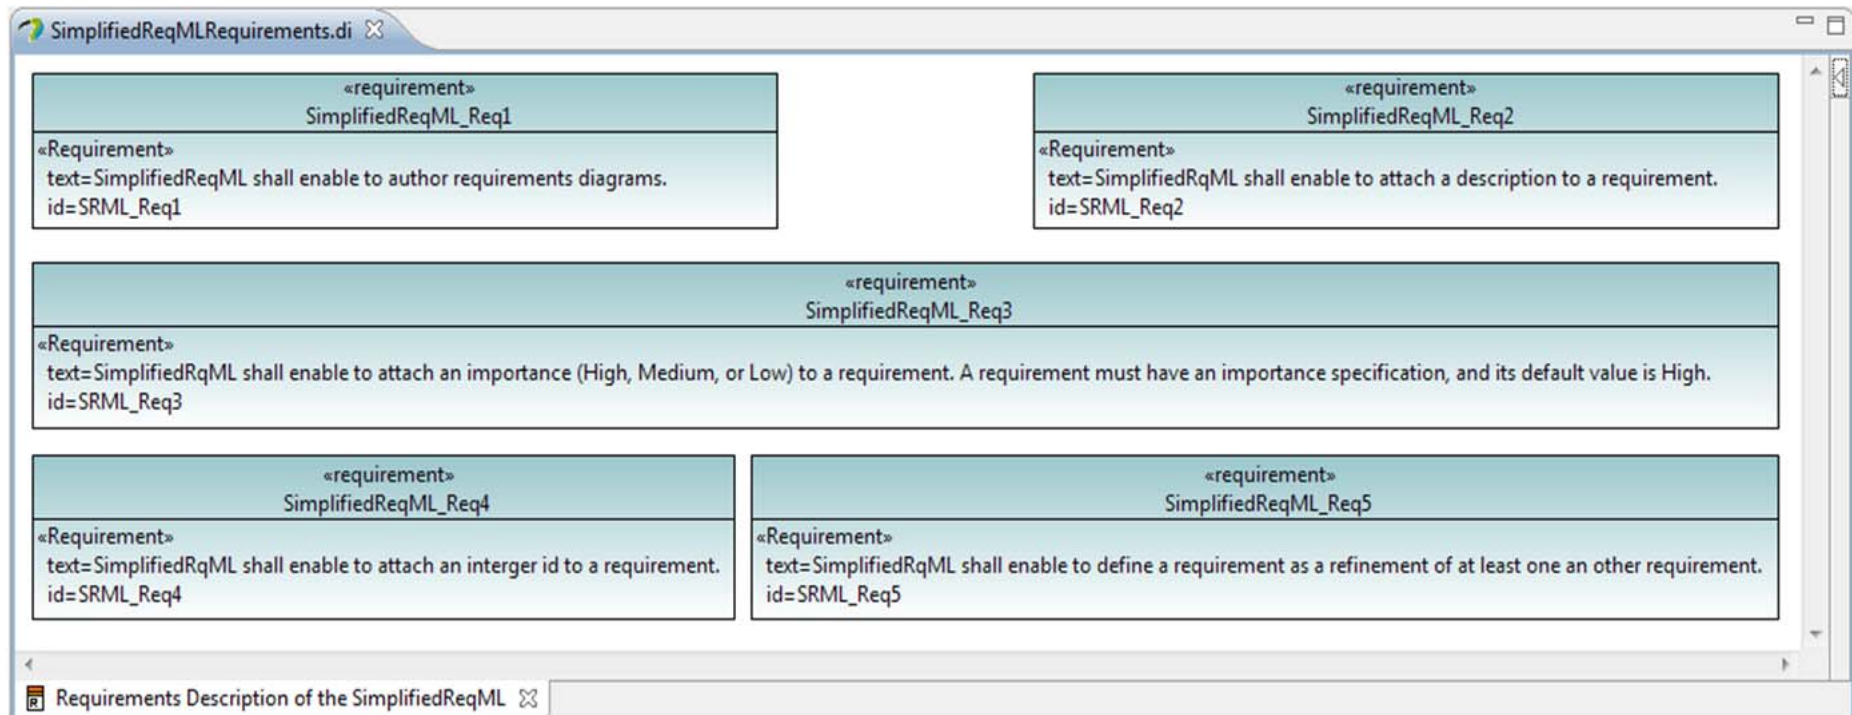 SimplifiedReqMLRequirements.di
«requirement»
SimplifiedReqML_Req1
«Requirement»
text=SimplifiedReqML shall enable to author requirements diagrams.
id=SRML_Req1
«requirement»
SimplifiedReqML_Req2
«Requirement»
text=SimplifiedRqML shall enable to attach a description to a requirement.
id=SRML_Req2
«requirement»
SimplifiedReqML_Req3
«Requirement»
text=SimplifiedRqML shall enable to attach an importance (High, Medium, or Low) to a requirement. A requirement must have an importance specification, and its default value is High.
id=SRML_Req3
«requirement»
SimplifiedReqML_Req4
«Requirement»
text=SimplifiedRqML shall enable to attach an interger id to a requirement.
id=SRML_Req4
«requirement»
SimplifiedReqML_Req5
«Requirement»
text=SimplifiedRqML shall enable to define a requirement as a refinement of at least one an other requirement.
id=SRML_Req5
Requirements Description of the SimplifiedReqML